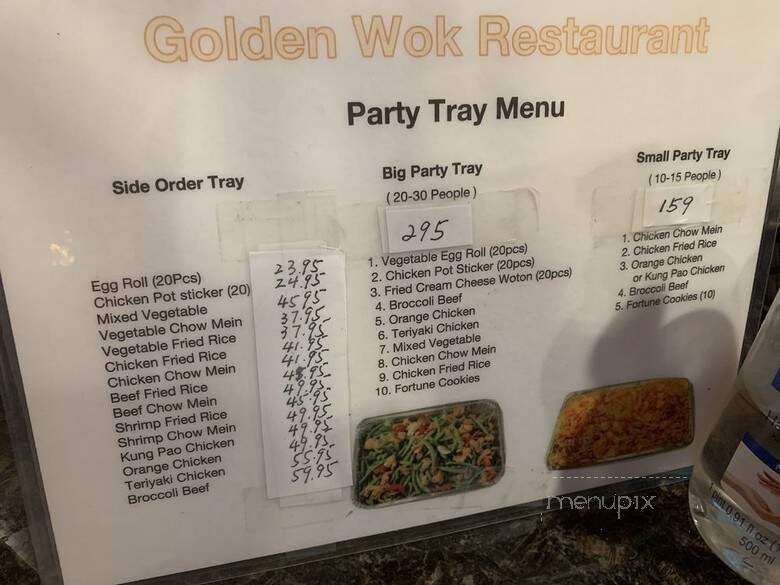 Golden Wok Restaurant
Party Tray Menu
Side Order Tray
Egg Roll (20Pcs)
Chicken Pot sticker (20)
Mixed Vegetable
Vegetable Chow Mein
Vegetable Fried Rice
Chicken Fried Rice
Chicken Chow Mein
Beef Fried Rice
Beef Chow Mein
Shrimp Fried Rice
Shrimp Chow Mein
Kung Pao Chicken
Orange Chicken
Teriyaki Chicken
Broccoli Beef
23.95
24.95
45.95
37.95
37.95
41.95
41.95
49.95
45.95
49.95
49.95
49.95
55.95
59.95
Big Party Tray
( 20-30 People )
295
1. Vegetable Egg Roll (20pcs)
2. Chicken Pot Sticker (20pcs)
3. Fried Cream Cheese Woton (20pcs)
4. Broccoli Beef
5. Orange Chicken
6. Teriyaki Chicken
7. Mixed Vegetable
8. Chicken Chow Mein
9. Chicken Fried Rice
10. Fortune Cookies
Small Party Tray
( 10-15 People )
159
1. Chicken Chow Mein
2. Chicken Fried Rice
3. Orange Chicken
or Kung Pao Chicken
4. Broccoli Beef
5. Fortune Cookies (10)
menupix
0.91 fl oz
500 ml